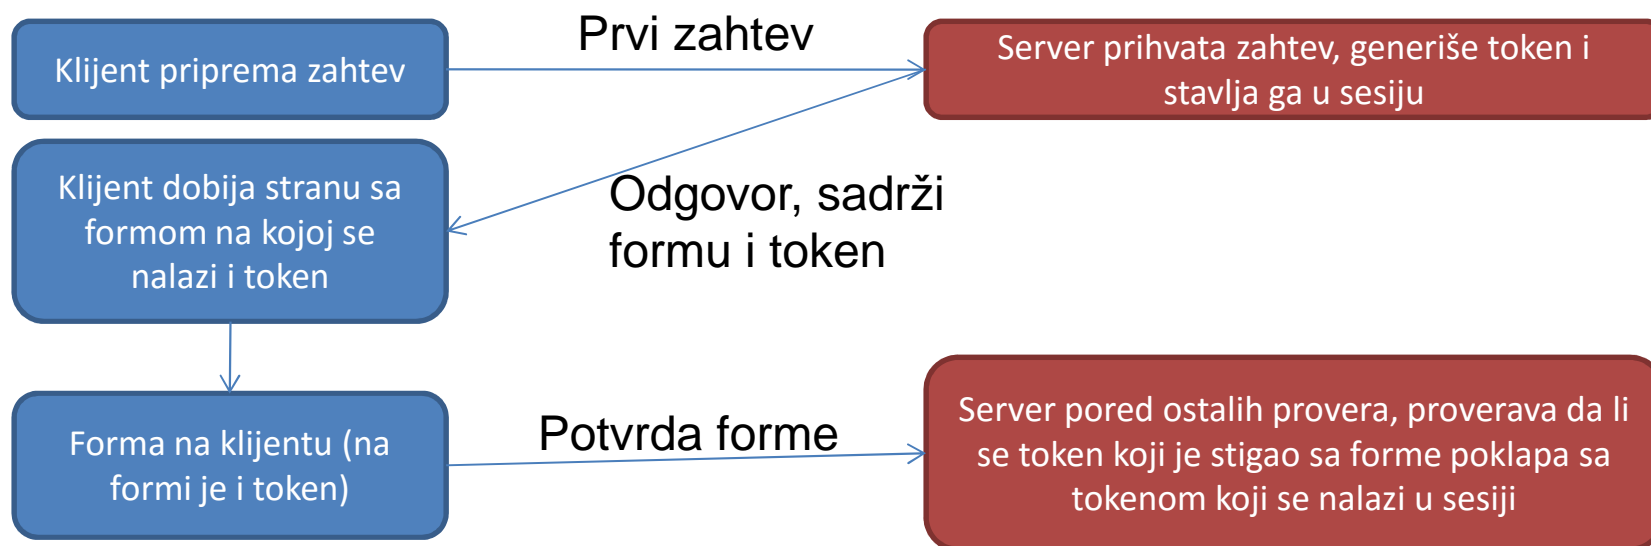 Klijent priprema zahtev
Prvi zahtev
Server prihvata zahtev, generiše token i
stavlja ga u sesiju
Klijent dobija stranu sa
formom na kojoj se
nalazi i token
Odgovor, sadrži
formu i token
Forma na klijentu (na
formi je i token)
Potvrda forme
Server pored ostalih provera, proverava da li
se token koji je stigao sa forme poklapa sa
tokenom koji se nalazi u sesiji